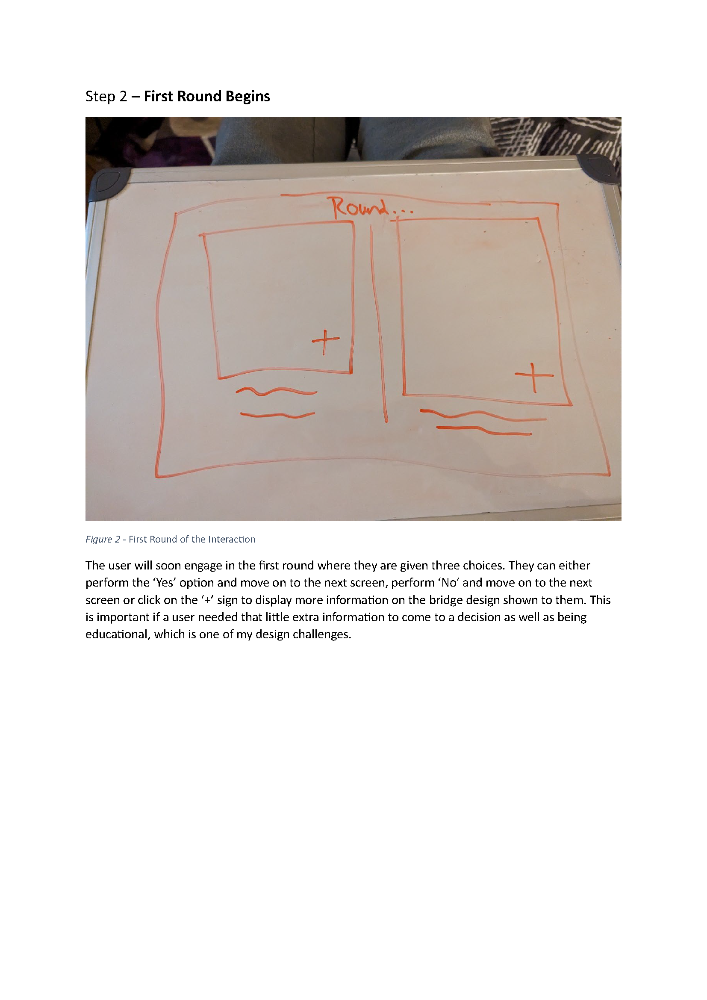 Step 2 – First Round Begins
Round...
+
+
Figure 2 - First Round of the Interaction
The user will soon engage in the first round where they are given three choices. They can either
perform the ‘Yes’ option and move on to the next screen, perform ‘No’ and move on to the next
screen or click on the ‘+’ sign to display more information on the bridge design shown to them. This
is important if a user needed that little extra information to come to a decision as well as being
educational, which is one of my design challenges.